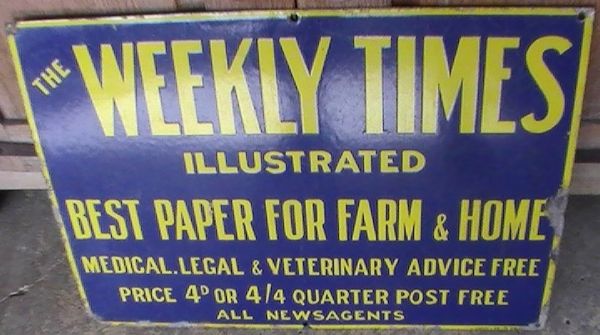 THE WEEKLY TIMES
ILLUSTRATED
BEST PAPER FOR FARM & HOME
MEDICAL.LEGAL & VETERINARY ADVICE FREE
PRICE 4D OR 4/4 QUARTER POST FREE
ALL NEWSAGENTS